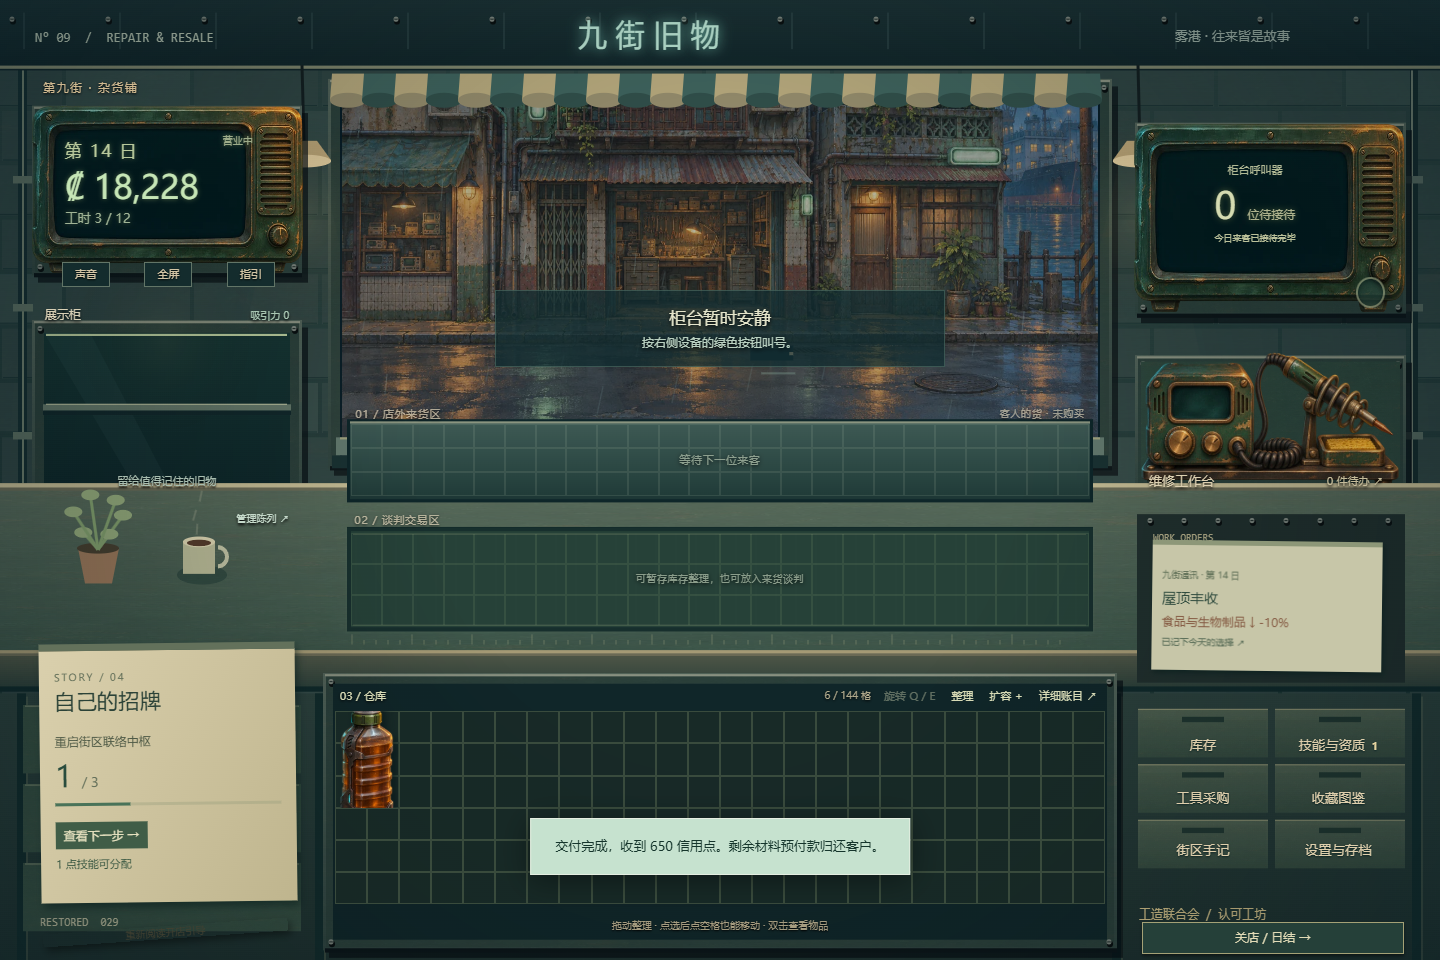 N° 09 / REPAIR & RESALE
九街旧物
雾港 · 往来皆是故事
第九街 · 杂货铺
营业中
第 14 日
₡ 18,228
工时 3 / 12
声音
全屏
指引
柜台呼叫器
0 位待接待
今日来客已接待完毕
展示柜
吸引力 0
留给值得记住的旧物
管理陈列 ↗
柜台暂时安静
按右侧设备的绿色按钮叫号。
01 / 店外来货区
客人的货 · 未购买
等待下一位来客
02 / 谈判交易区
可暂存库存整理，也可放入来货谈判
维修工作台
0 件待办 ↗
WORK ORDERS
九街通讯 · 第 14 日
屋顶丰收
食品与生物制品 ↓ -10%
已记下今天的选择 ↗
STORY / 04
自己的招牌
重启街区联络中枢
1 / 3
查看下一步 →
1 点技能可分配
RESTORED 029
03 / 仓库
6 / 144 格
旋转 Q / E
整理
扩容 +
详细账目 ↗
交付完成，收到 650 信用点。剩余材料预付款归还客户。
拖动整理 · 点选后点空格也能移动 · 双击查看物品
库存
技能与资质 1
工具采购
收藏图鉴
街区手记
设置与存档
工造联合会 / 认可工坊
关店 / 日结 →